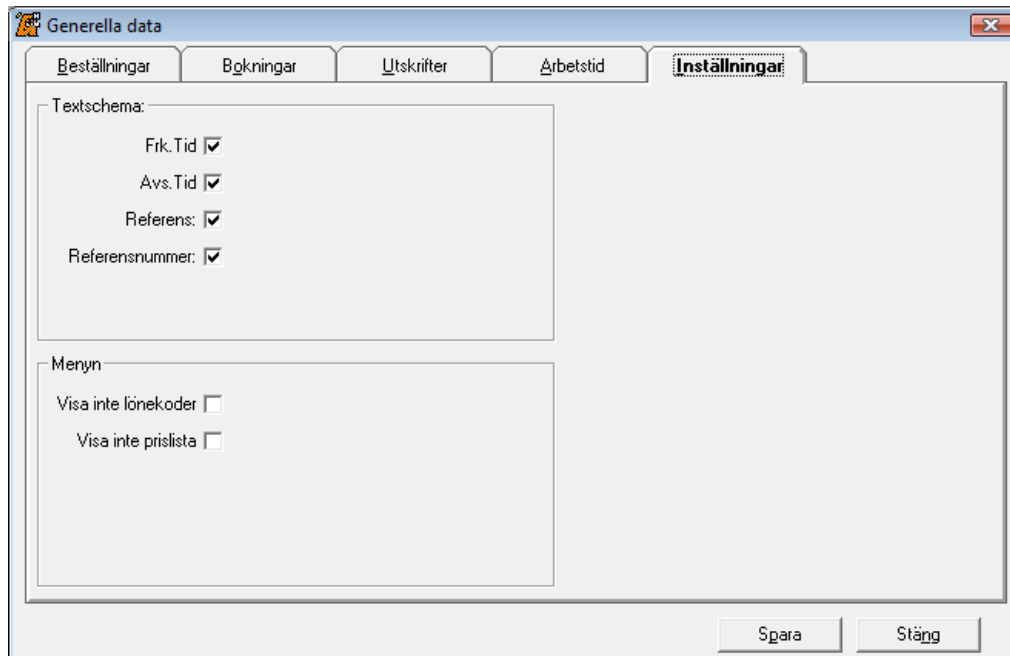 Generella data
Beställningar Bokningar Utskrifter Arbetstid Inställningar
Textschema:
Frk.Tid
Avs.Tid
Referens:
Referensnummer:
Menyn
Visa inte lönekoder
Visa inte prislista
Spara Stäng